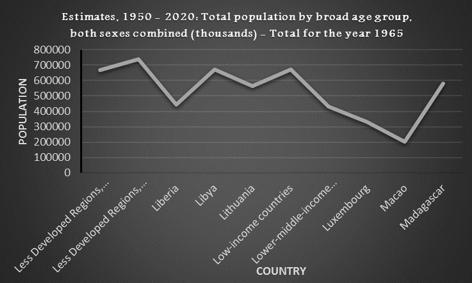 Estimates, 1950 - 2020: Total population by broad age group,
both sexes combined (thousands) - Total for the year 1965
800000
700000
600000
500000
400000
300000
200000
100000
0
POPULATION
Less Developed Regions,...
Less Developed Regions,...
Liberia
Libya
Lithuania
Low-income countries
Lower-middle-income...
Luxembourg
Macao
Madagascar
COUNTRY